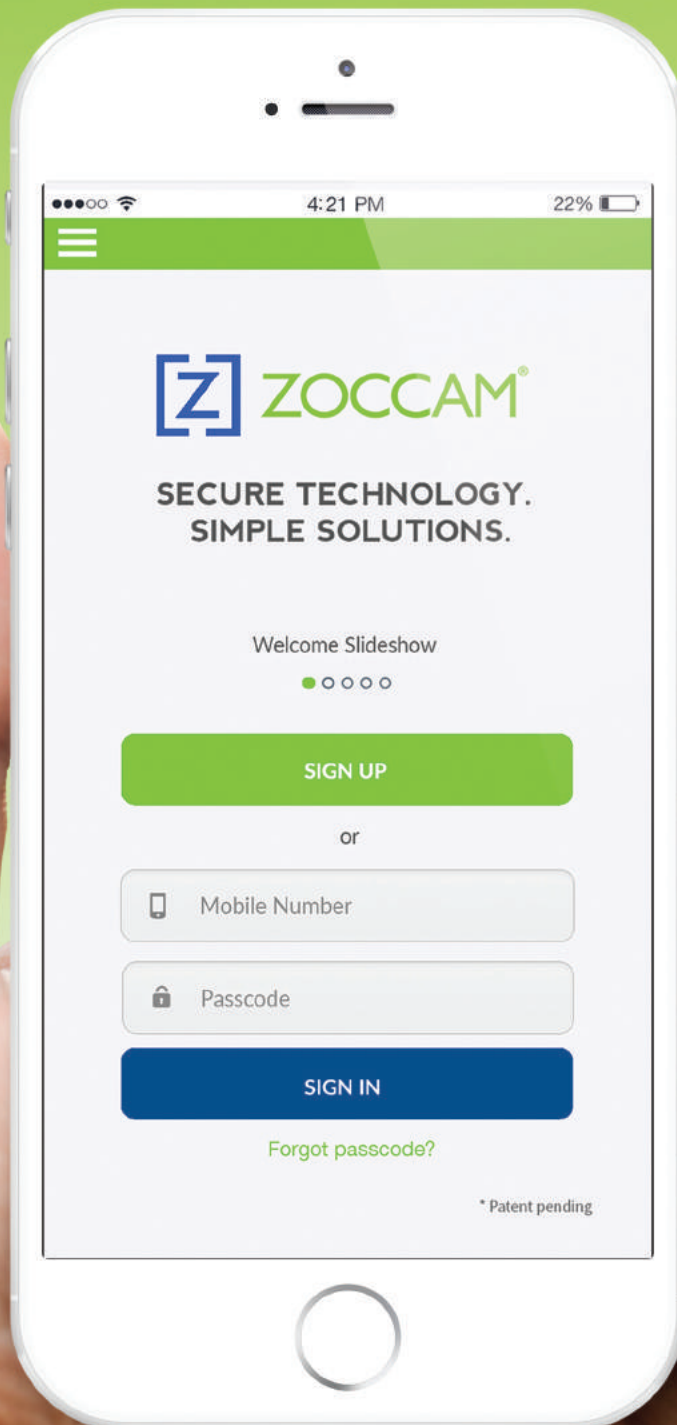 4:21 PM 22%
[Z] ZOCCAM®
SECURE TECHNOLOGY.
SIMPLE SOLUTIONS.
Welcome Slideshow
SIGN UP
or
Mobile Number
Passcode
SIGN IN
Forgot passcode?
* Patent pending